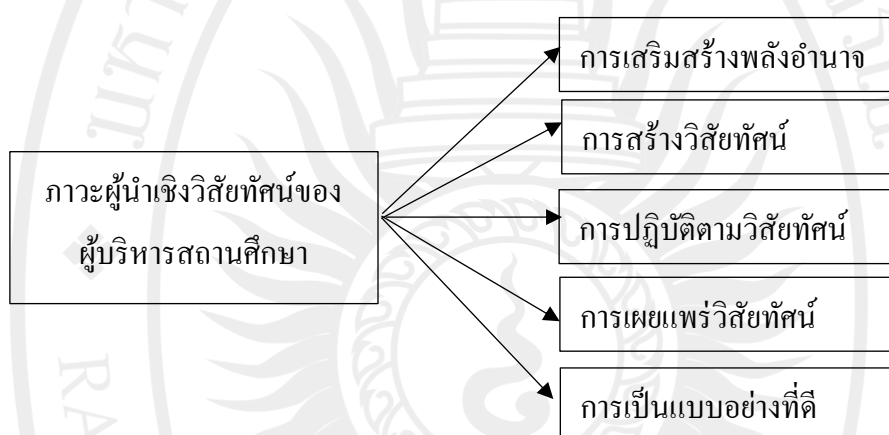 การเสริมสร้างพลังอำนาจ
การสร้างวิสัยทัศน์
ภาวะผู้นำเชิงวิสัยทัศน์ของ
ผู้บริหารสถานศึกษา
การปฏิบัติตามวิสัยทัศน์
การเผยแพร่วิสัยทัศน์
การเป็นแบบอย่างที่ดี